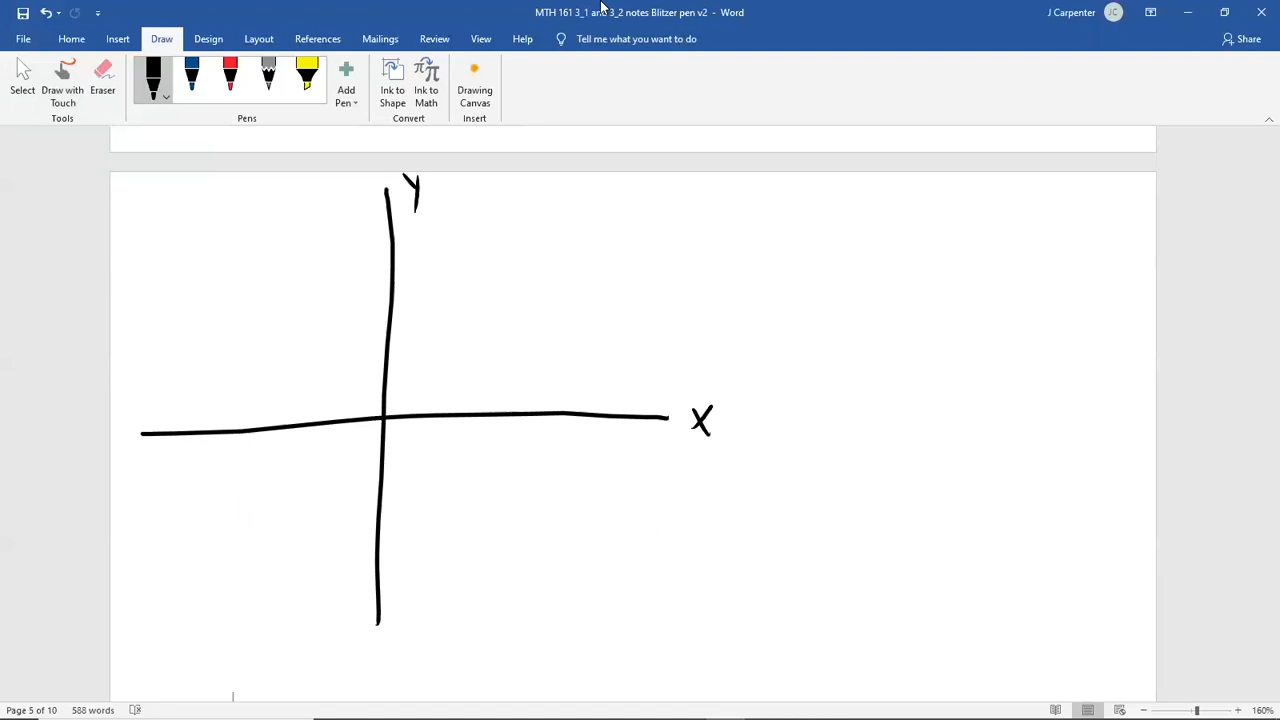 MTH 161 3_1 and 3_2 notes Blitzer pen v2 - Word
J Carpenter
JC
File
Home
Insert
Draw
Design
Layout
References
Mailings
Review
View
Help
Tell me what you want to do
Share
Select
Draw with
Touch
Eraser
Add
Pen
Ink to
Shape
Ink to
Math
Drawing
Canvas
Tools
Pens
Convert
Insert
Y
X
Page 5 of 10
588 words
160%